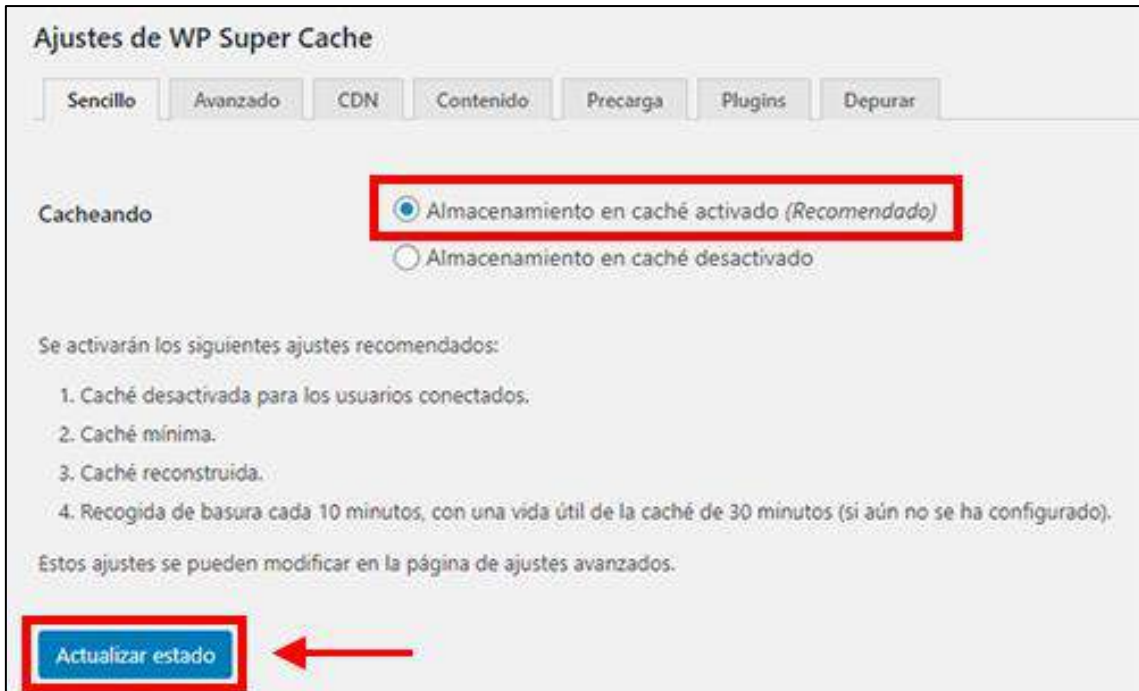 Ajustes de WP Super Cache
Sencillo Avanzado CDN Contenido Precarga Plugins Depurar
Cacheando
Almacenamiento en caché activado (Recomendado)
Almacenamiento en caché desactivado
Se activarán los siguientes ajustes recomendados:
1. Caché desactivada para los usuarios conectados.
2. Caché mínima.
3. Caché reconstruida.
4. Recogida de basura cada 10 minutos, con una vida útil de la caché de 30 minutos (si aún no se ha configurado).
Estos ajustes se pueden modificar en la página de ajustes avanzados.
Actualizar estado